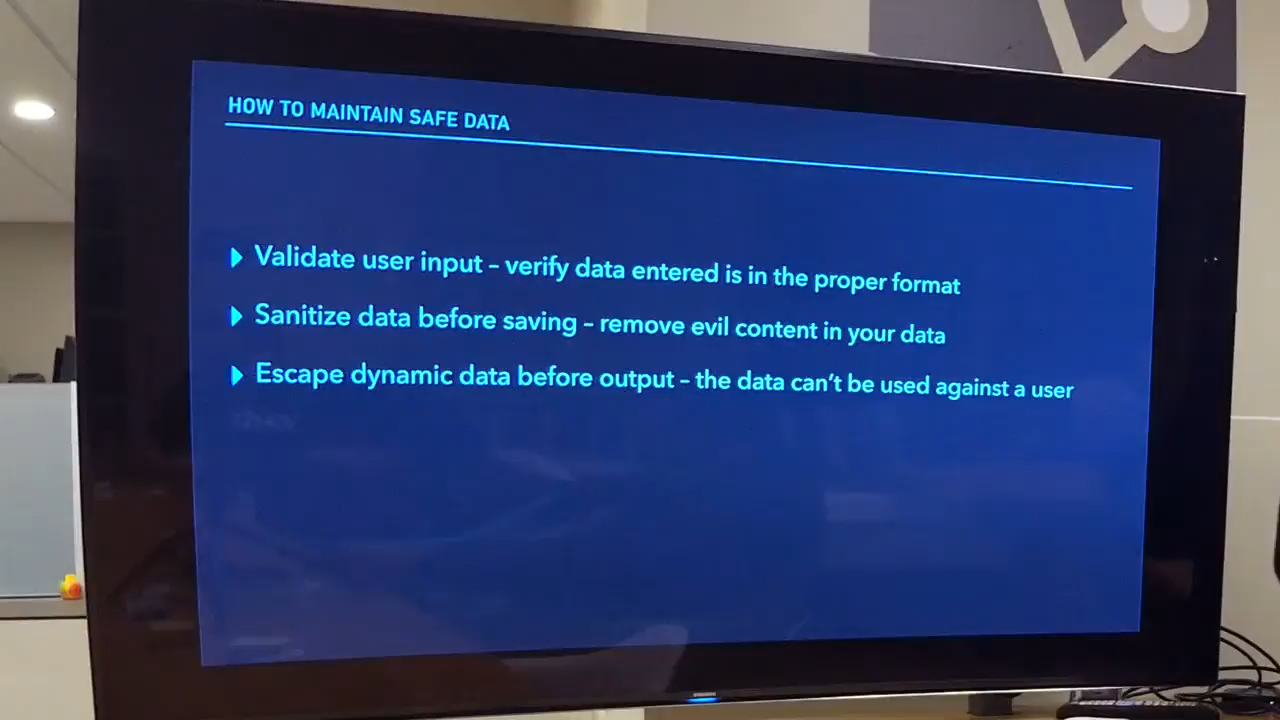 HOW TO MAINTAIN SAFE DATA
Validate user input – verify data entered is in the proper format
Sanitize data before saving – remove evil content in your data
Escape dynamic data before output – the data can't be used against a user